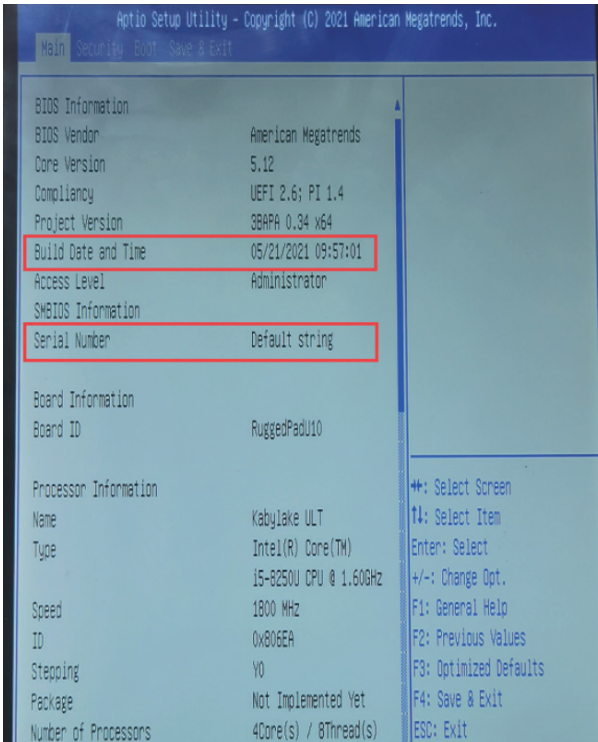 Aptio Setup Utility - Copyright (C) 2021 American Megatrends, Inc.
Main Security Boot Save & Exit
BIOS Information
BIOS Vendor American Megatrends
Core Version 5.12
Compliancy UEFI 2.6; PI 1.4
Project Version 3BAPA 0.34 x64
Build Date and Time 05/21/2021 09:57:01
Access Level Administrator
SMBIOS Information
Serial Number Default string
Board Information
Board ID RuggedPadU10
Processor Information
Name Kabylake ULT
Type Intel(R) Core(TM)
i5-8250U CPU @ 1.60GHz
Speed 1800 MHz
ID 0x806EA
Stepping Y0
Package Not Implemented Yet
Number of Processors 4Core(s) / 8Thread(s)
→←: Select Screen
↑↓: Select Item
Enter: Select
+/-: Change Opt.
F1: General Help
F2: Previous Values
F3: Optimized Defaults
F4: Save & Exit
ESC: Exit